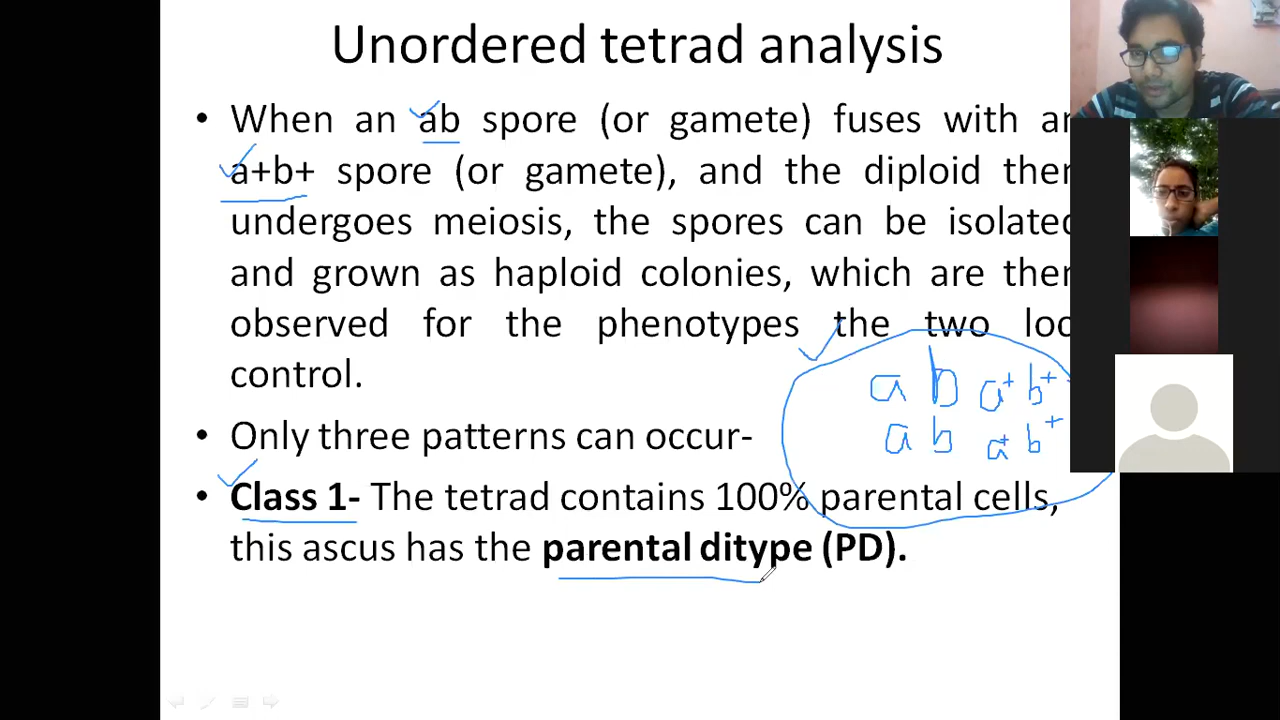 Unordered tetrad analysis
• When an ab spore (or gamete) fuses with an
a+b+ spore (or gamete), and the diploid then
undergoes meiosis, the spores can be isolated
and grown as haploid colonies, which are then
observed for the phenotypes the two loc
control.
a b a+ b+
a b a+ b+
• Only three patterns can occur-
• Class 1- The tetrad contains 100% parental cells,
this ascus has the parental ditype (PD).